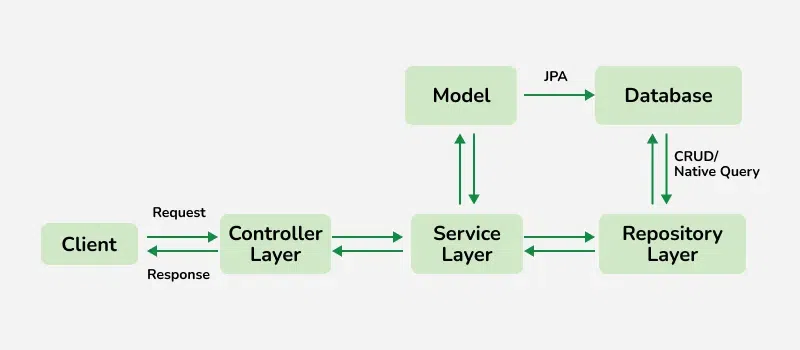 JPA
Model
Database
CRUD/
Native Query
Request
Client
Controller
Layer
Service
Layer
Repository
Layer
Response